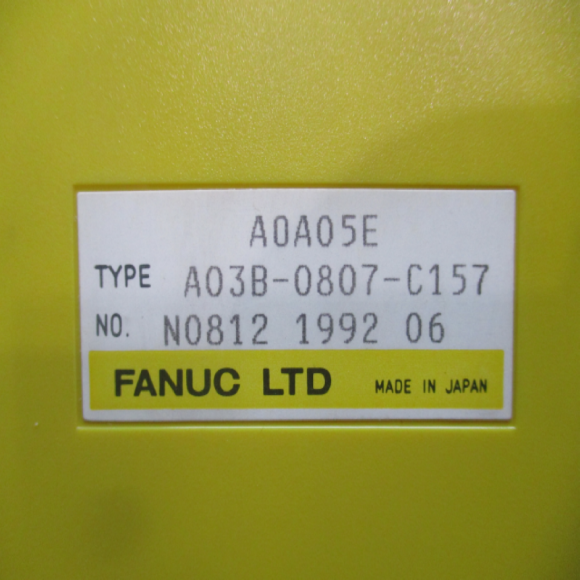 A0A05E
TYPE A03B-0807-C157
NO. N0812 1992 06
FANUC LTD MADE IN JAPAN